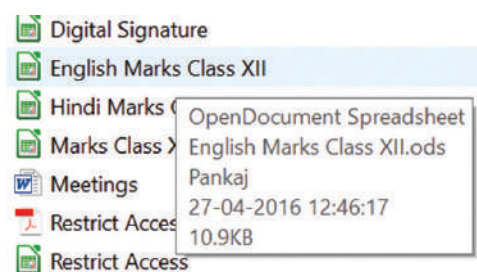 Digital Signature
English Marks Class XII
Hindi Marks
Marks Class
Meetings
Restrict Acces
Restrict Access
OpenDocument Spreadsheet
English Marks Class XII.ods
Pankaj
27-04-2016 12:46:17
10.9KB